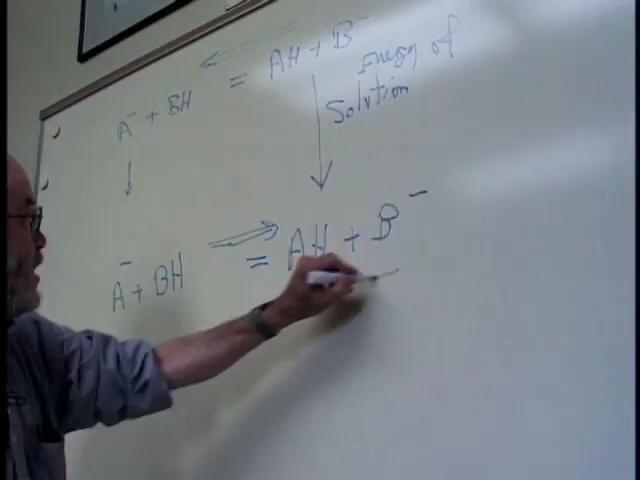 A⁻ + BH = AH + B⁻
Energy of
Solution
A⁻ + BH = AH + B⁻